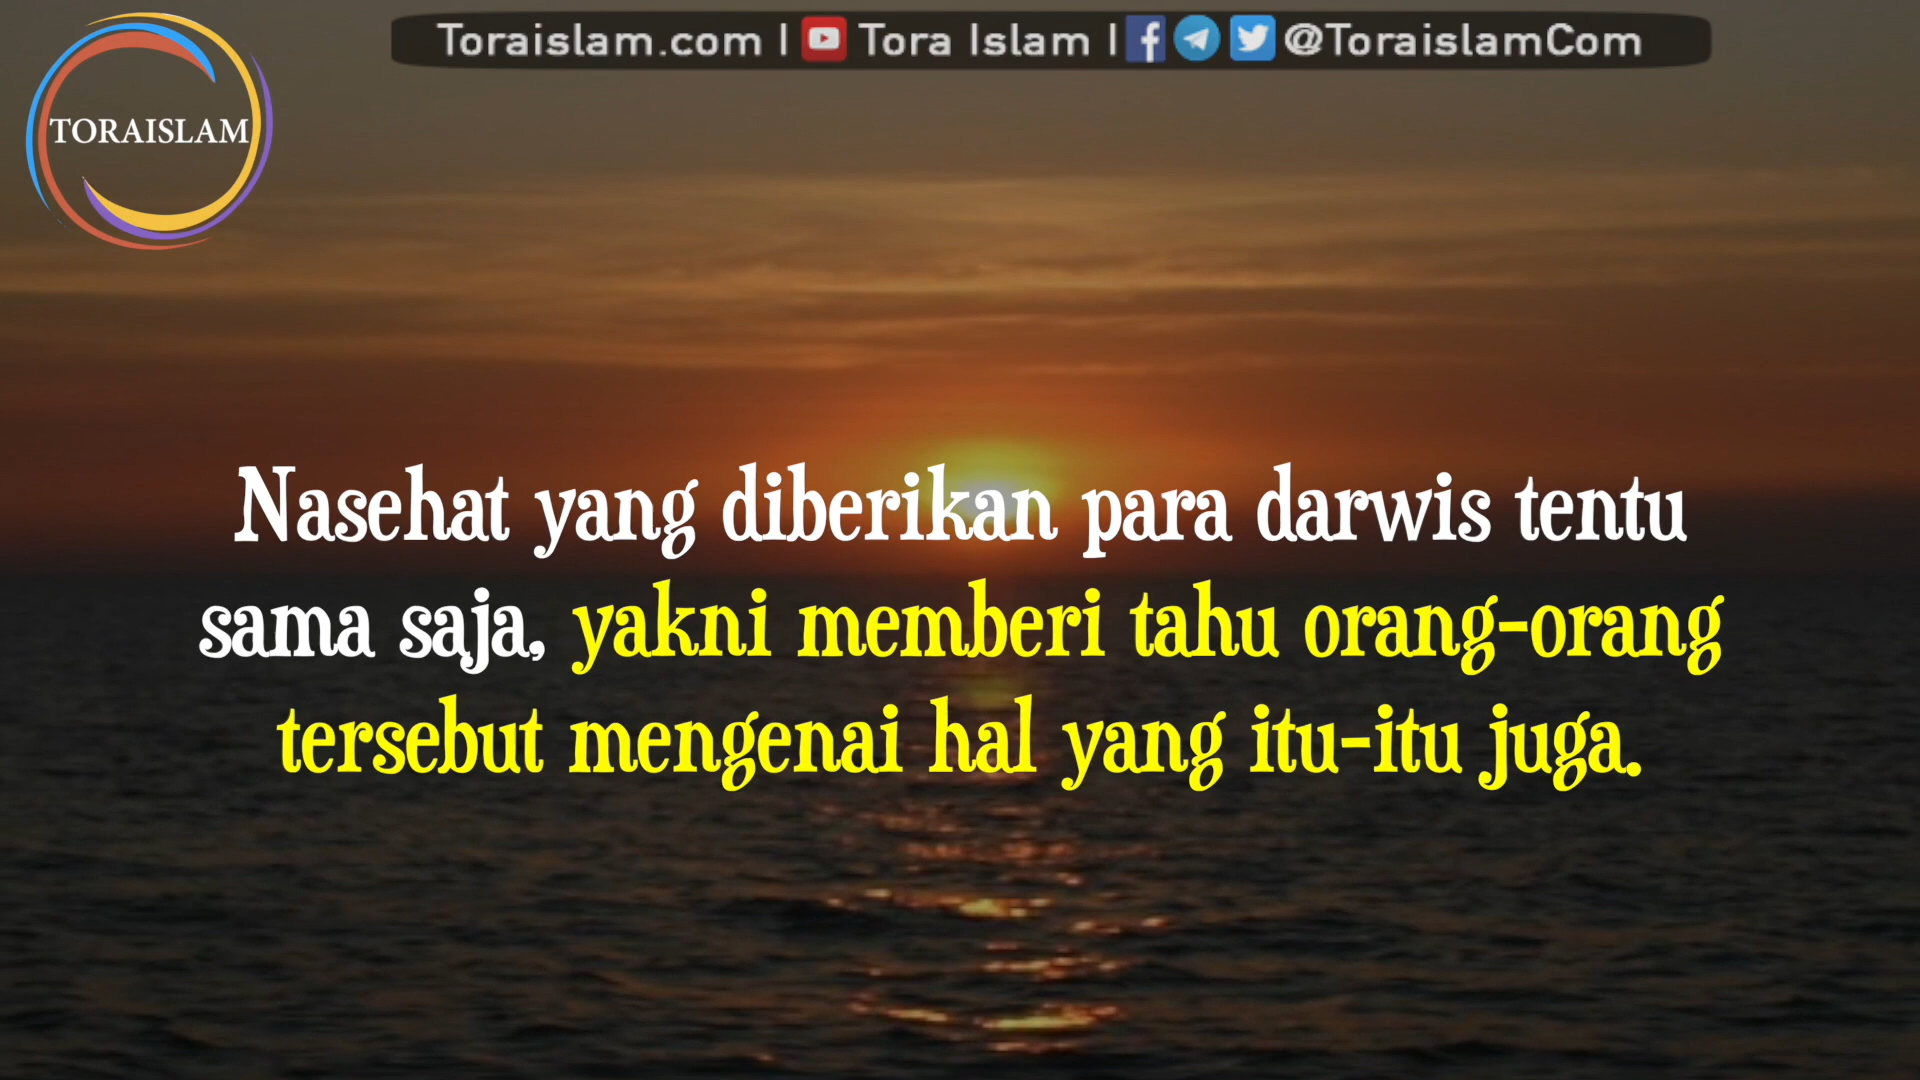 Toraislam.com | Tora Islam | @ToraislamCom
TORAISLAM
Nasehat yang diberikan para darwis tentu
sama saja, yakni memberi tahu orang-orang
tersebut mengenai hal yang itu-itu juga.